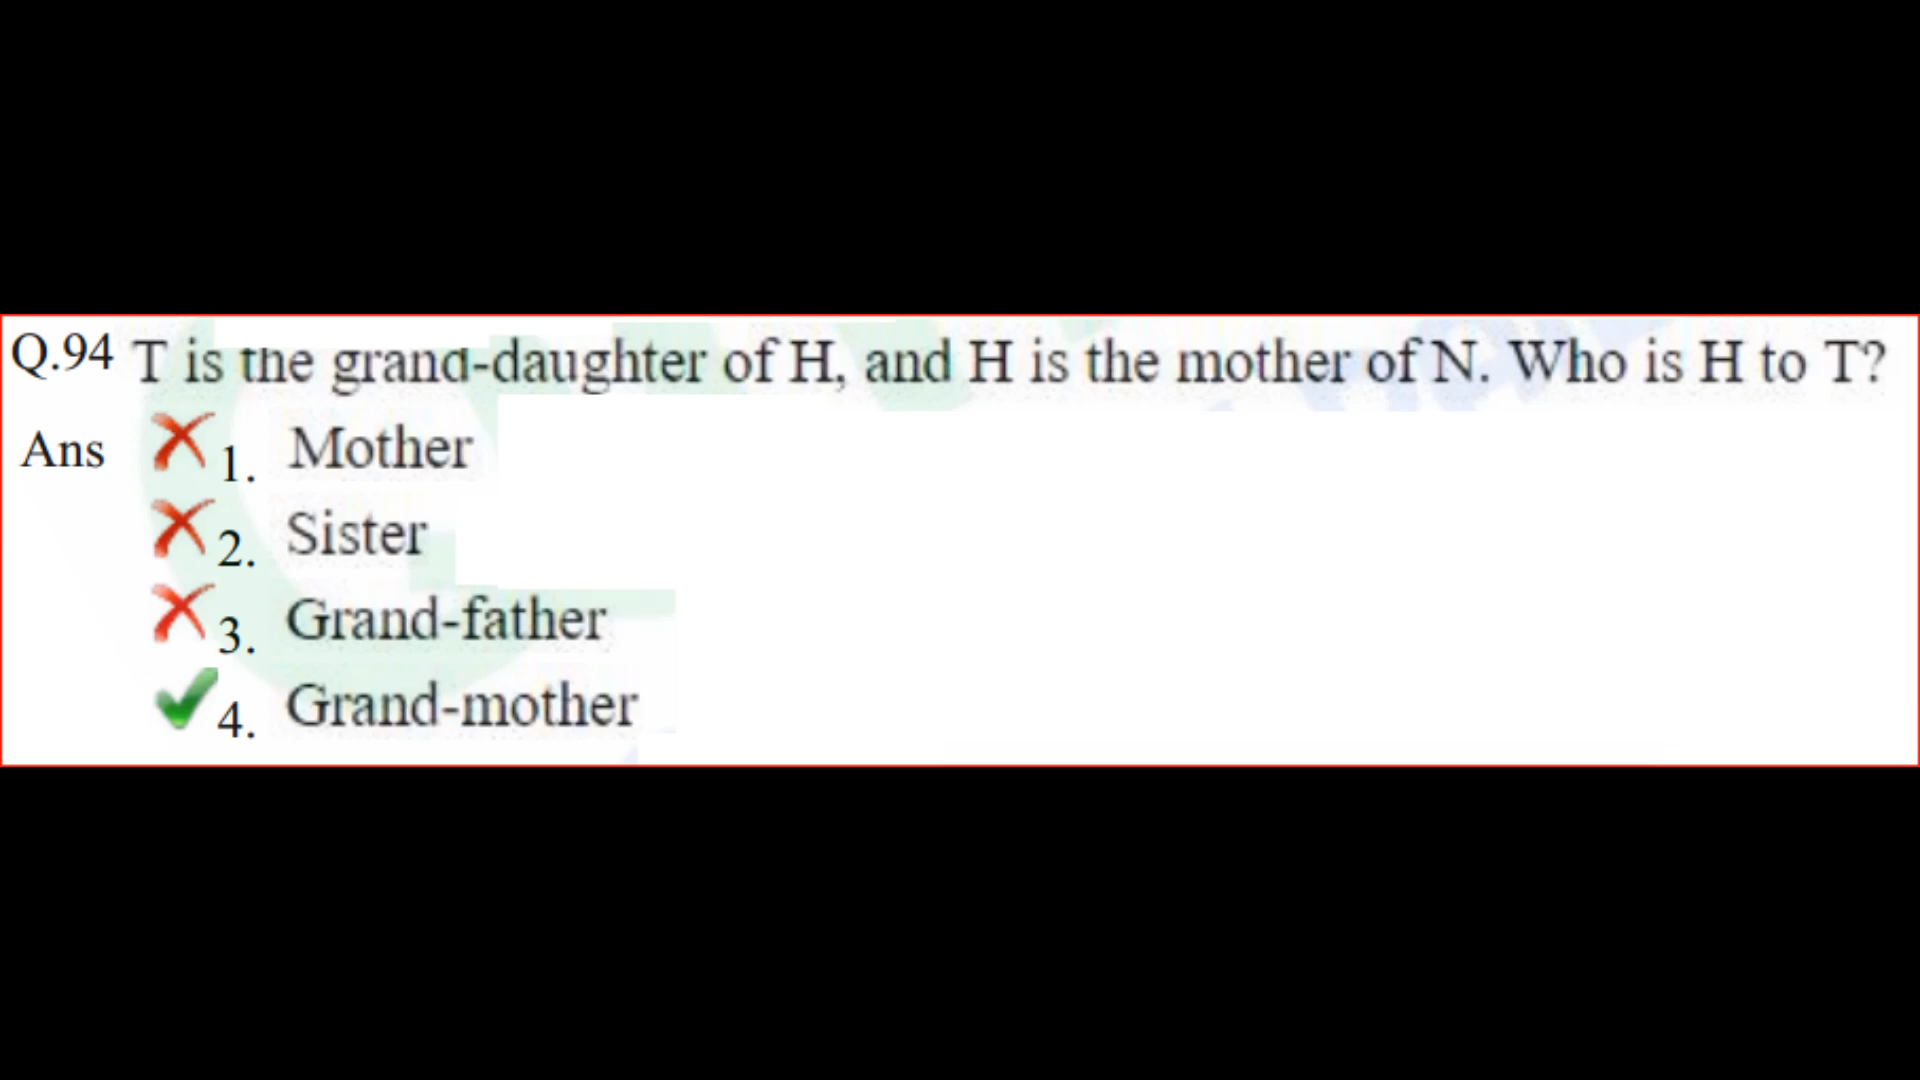 Q.94 T is the grand-daughter of H, and H is the mother of N. Who is H to T?
Ans 1. Mother
2. Sister
3. Grand-father
4. Grand-mother